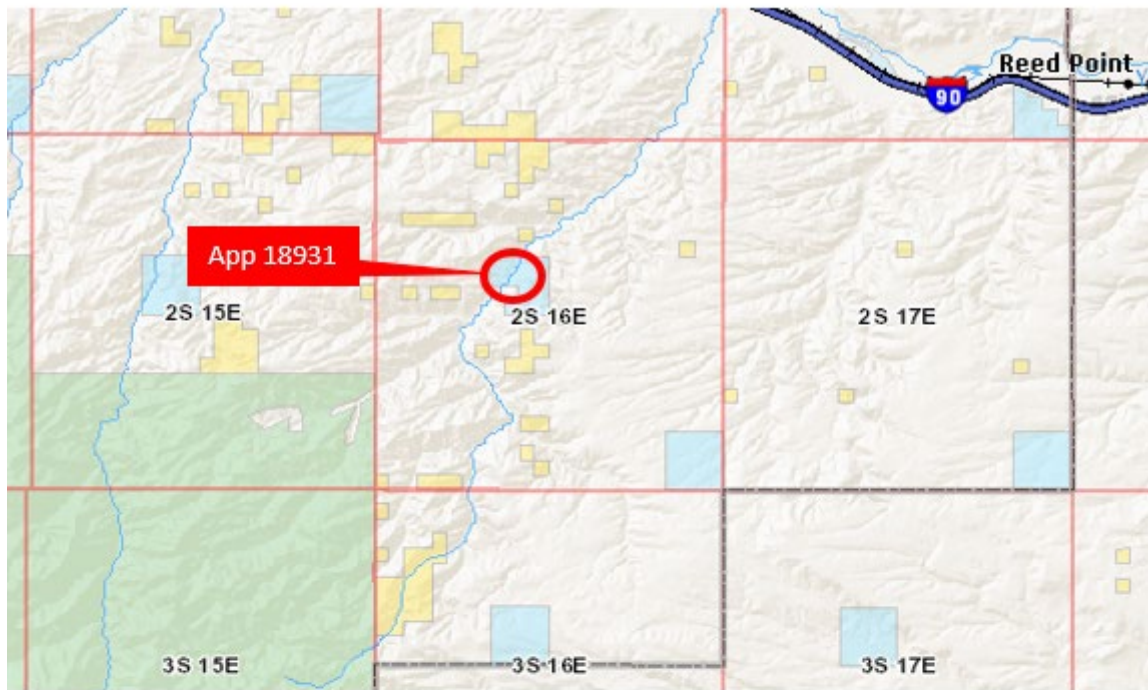 Reed Point
90
App 18931
2S 15E
2S 16E
2S 17E
3S 15E
3S 16E
3S 17E